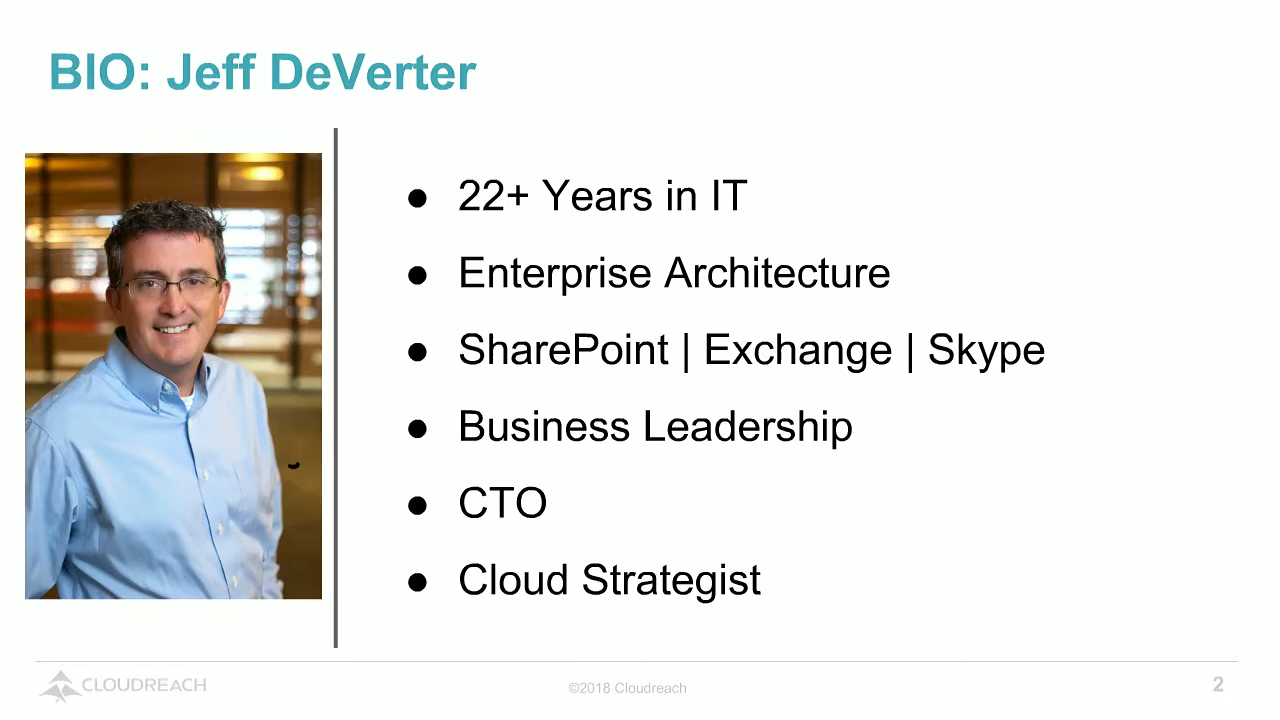 BIO: Jeff DeVerter
● 22+ Years in IT
● Enterprise Architecture
● SharePoint | Exchange | Skype
● Business Leadership
● CTO
● Cloud Strategist
CLOUDREACH
©2018 Cloudreach
2